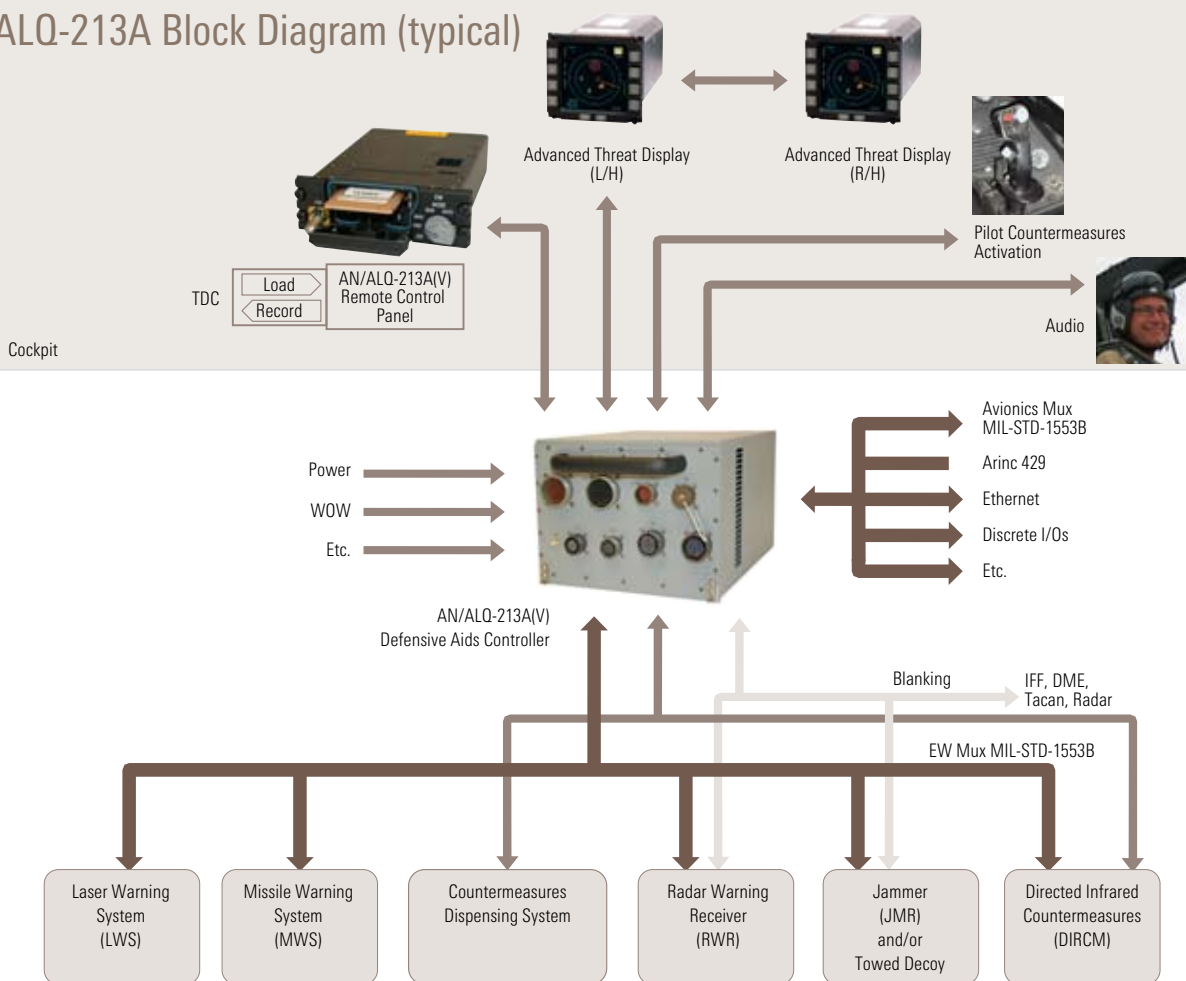 ALQ-213A Block Diagram (typical)
Advanced Threat Display
(L/H)
Advanced Threat Display
(R/H)
Pilot Countermeasures
Activation
TDC
Load
Record
AN/ALQ-213A(V)
Remote Control
Panel
Audio
Cockpit
Power
WOW
Etc.
Avionics Mux
MIL-STD-1553B
Arinc 429
Ethernet
Discrete I/Os
Etc.
AN/ALQ-213A(V)
Defensive Aids Controller
Blanking
IFF, DME,
Tacan, Radar
EW Mux MIL-STD-1553B
Laser Warning
System
(LWS)
Missile Warning
System
(MWS)
Countermeasures
Dispensing System
Radar Warning
Receiver
(RWR)
Jammer
(JMR)
and/or
Towed Decoy
Directed Infrared
Countermeasures
(DIRCM)